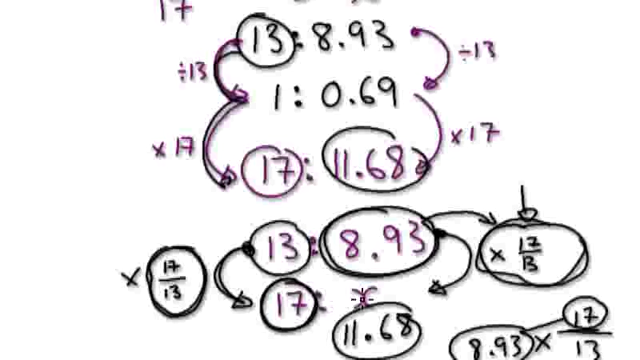 17
13 : 8.93
÷13 ÷13
1 : 0.69
× 17 × 17
17 : 11.68
13 : 8.93 × 17/13
× 17/13 17 : x
11.68
8.93 × 17/13